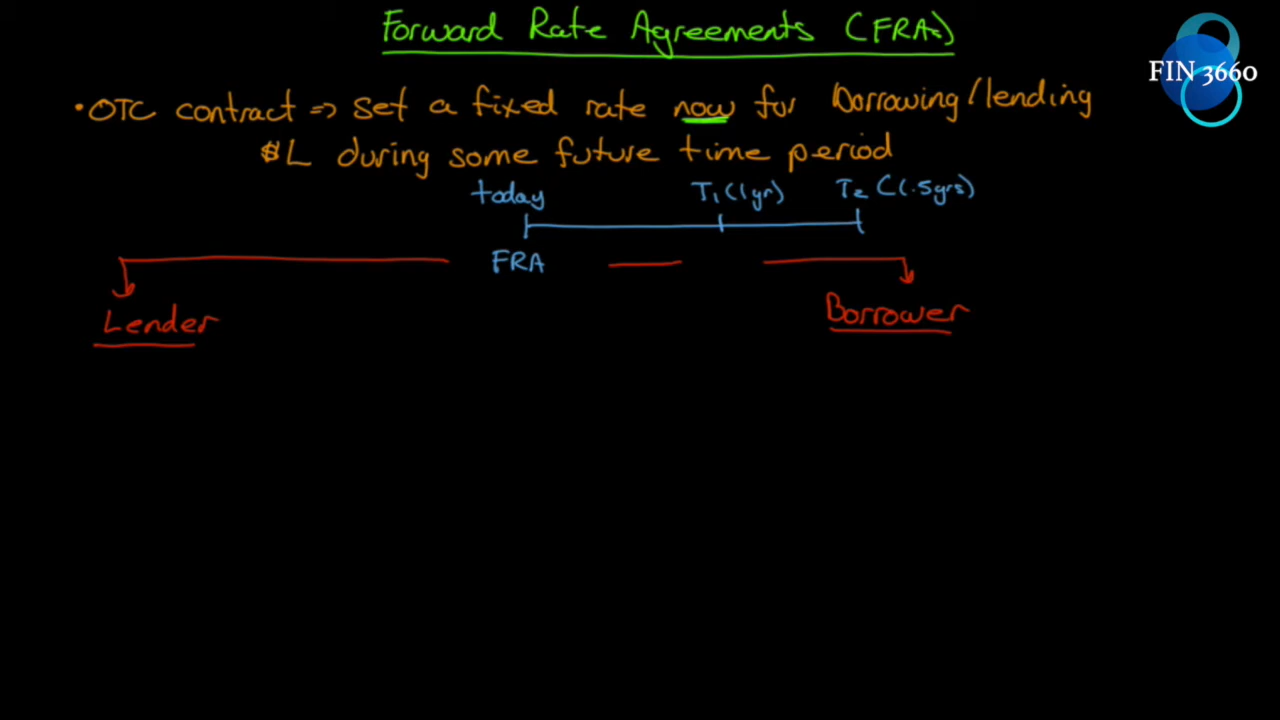 Forward Rate Agreements (FRAs)
FIN 3660
• OTC contract => set a fixed rate now for borrowing/lending
$L during some future time period
today T₁ (1yr) T₂ (1.5yrs)
FRA
Lender
Borrower